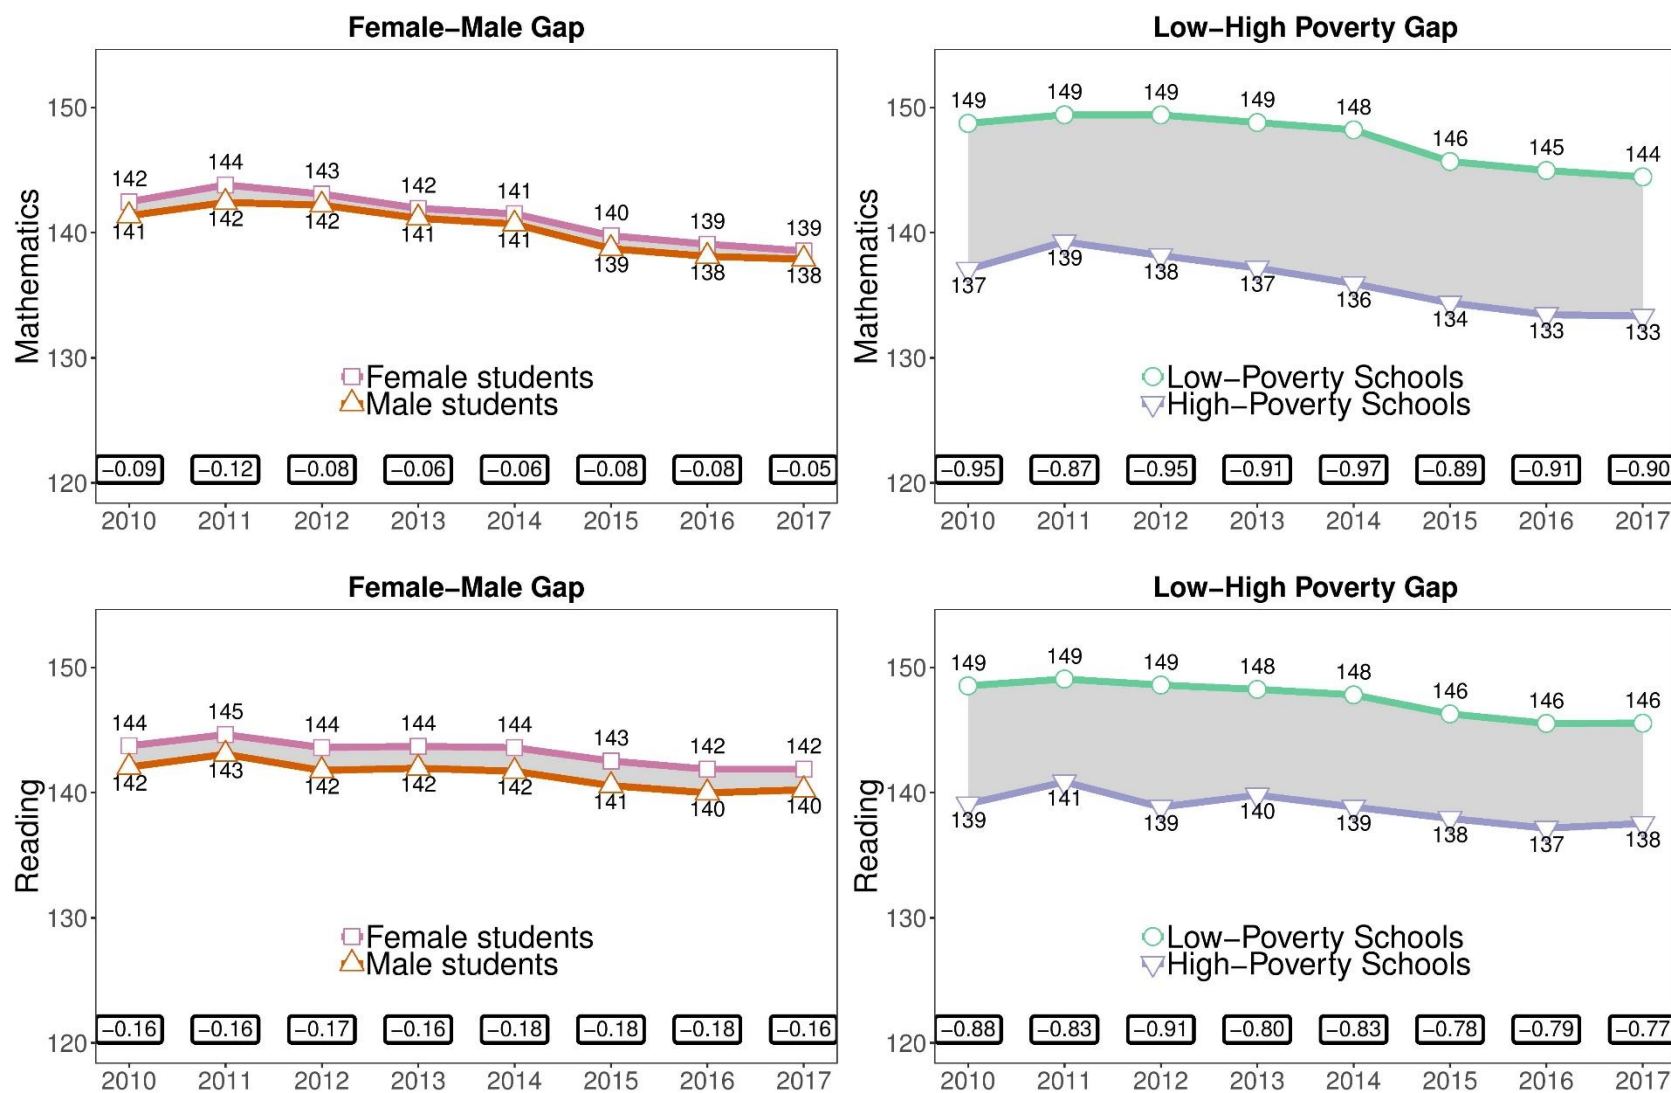 Female−Male Gap
Mathematics
150
140
130
120
142 144 143 142 141 140 139 139
141 142 142 141 141 139 138 138
Female students
Male students
−0.09 −0.12 −0.08 −0.06 −0.06 −0.08 −0.08 −0.05
2010 2011 2012 2013 2014 2015 2016 2017
Low−High Poverty Gap
Mathematics
150
140
130
120
149 149 149 149 148 146 145 144
137 139 138 137 136 134 133 133
Low−Poverty Schools
High−Poverty Schools
−0.95 −0.87 −0.95 −0.91 −0.97 −0.89 −0.91 −0.90
2010 2011 2012 2013 2014 2015 2016 2017
Female−Male Gap
Reading
150
140
130
120
144 145 144 144 144 143 142 142
142 143 142 142 142 141 140 140
Female students
Male students
−0.16 −0.16 −0.17 −0.16 −0.18 −0.18 −0.18 −0.16
2010 2011 2012 2013 2014 2015 2016 2017
Low−High Poverty Gap
Reading
150
140
130
120
149 149 149 148 148 146 146 146
139 141 139 140 139 138 137 138
Low−Poverty Schools
High−Poverty Schools
−0.88 −0.83 −0.91 −0.80 −0.83 −0.78 −0.79 −0.77
2010 2011 2012 2013 2014 2015 2016 2017